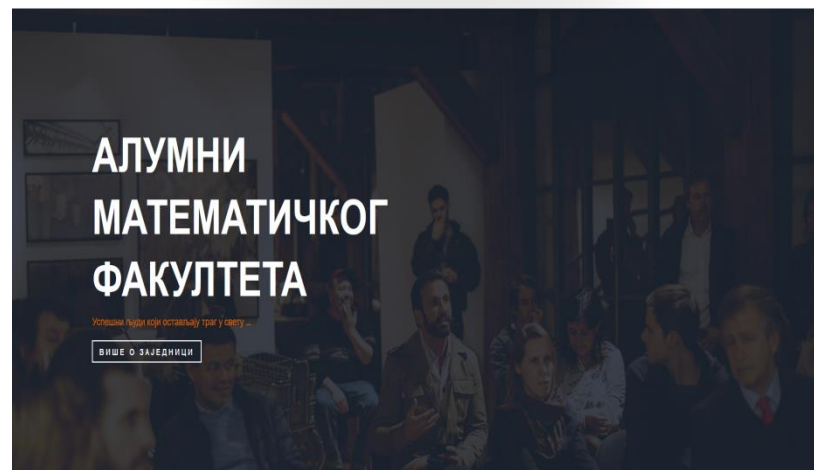 АЛУМНИ
МАТЕМАТИЧКОГ
ФАКУЛТЕТА
Успешни људи који остављају траг у свету ...
ВИШЕ О ЗАЈЕДНИЦИ